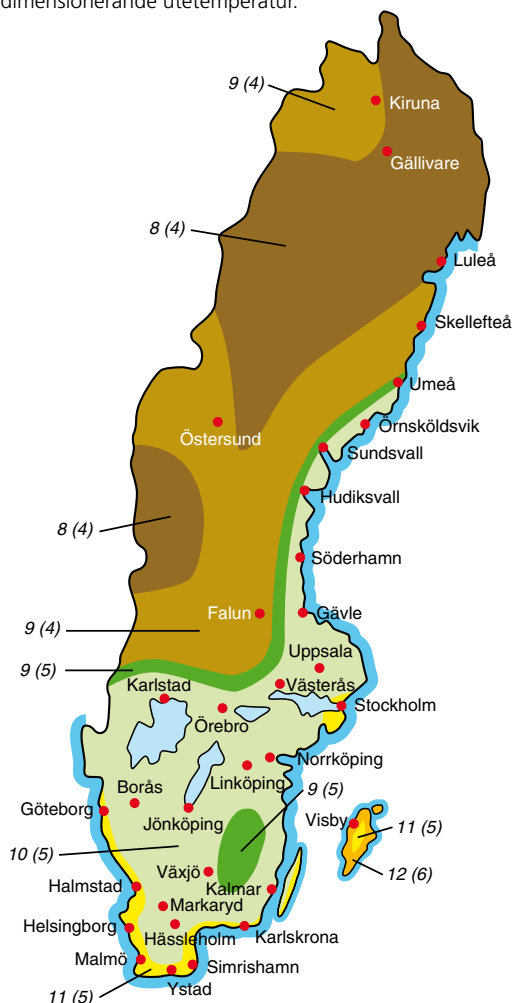 dimensionerande utetemperatur.
9 (4)
Kiruna
Gällivare
8 (4)
Luleå
Skellefteå
Umeå
Örnsköldsvik
Östersund
Sundsvall
Hudiksvall
8 (4)
Söderhamn
Falun
Gävle
9 (4)
Uppsala
9 (5)
Karlstad
Västerås
Stockholm
Örebro
Norrköping
Linköping
9 (5)
Borås
Göteborg
Jönköping
Visby
11 (5)
10 (5)
Växjö
12 (6)
Halmstad
Kalmar
Markaryd
Helsingborg
Hässleholm
Karlskrona
Malmö
Simrishamn
Ystad
11 (5)